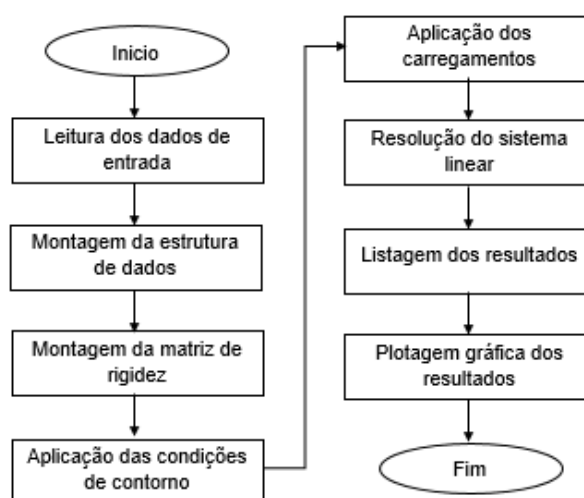 Inicio
Leitura dos dados de
entrada
Montagem da estrutura
de dados
Montagem da matriz de
rigidez
Aplicação das condições
de contorno
Aplicação dos
carregamentos
Resolução do sistema
linear
Listagem dos resultados
Plotagem gráfica dos
resultados
Fim